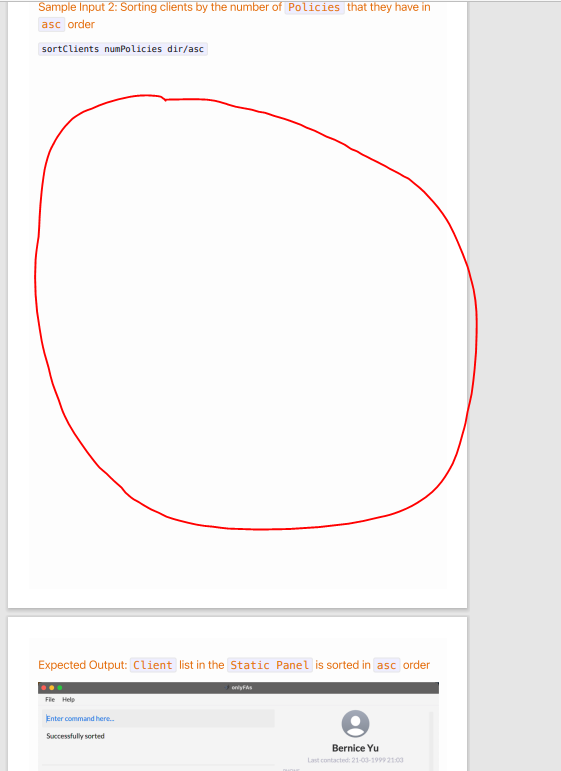 Sample Input 2: Sorting clients by the number of Policies that they have in
asc order
sortClients numPolicies dir/asc
Expected Output: Client list in the Static Panel is sorted in asc order
onlyFAs
File Help
Enter command here...
Successfully sorted
Bernice Yu
Last contacted: 21-03-1999 21:03